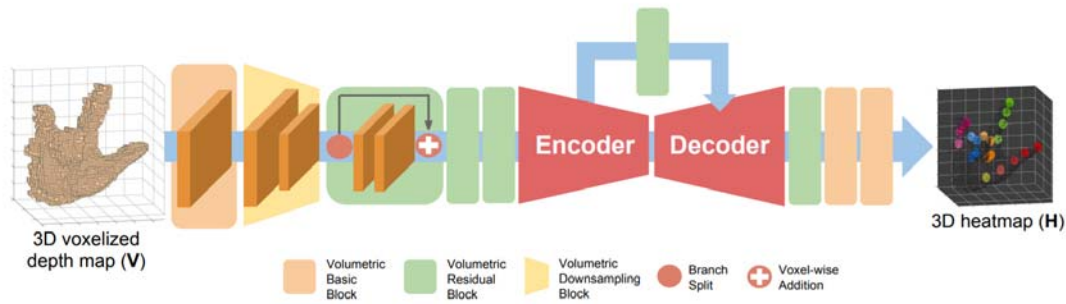 Encoder
Decoder
3D voxelized
depth map (V)
3D heatmap (H)
Volumetric
Basic
Block
Volumetric
Residual
Block
Volumetric
Downsampling
Block
Branch
Split
Voxel-wise
Addition